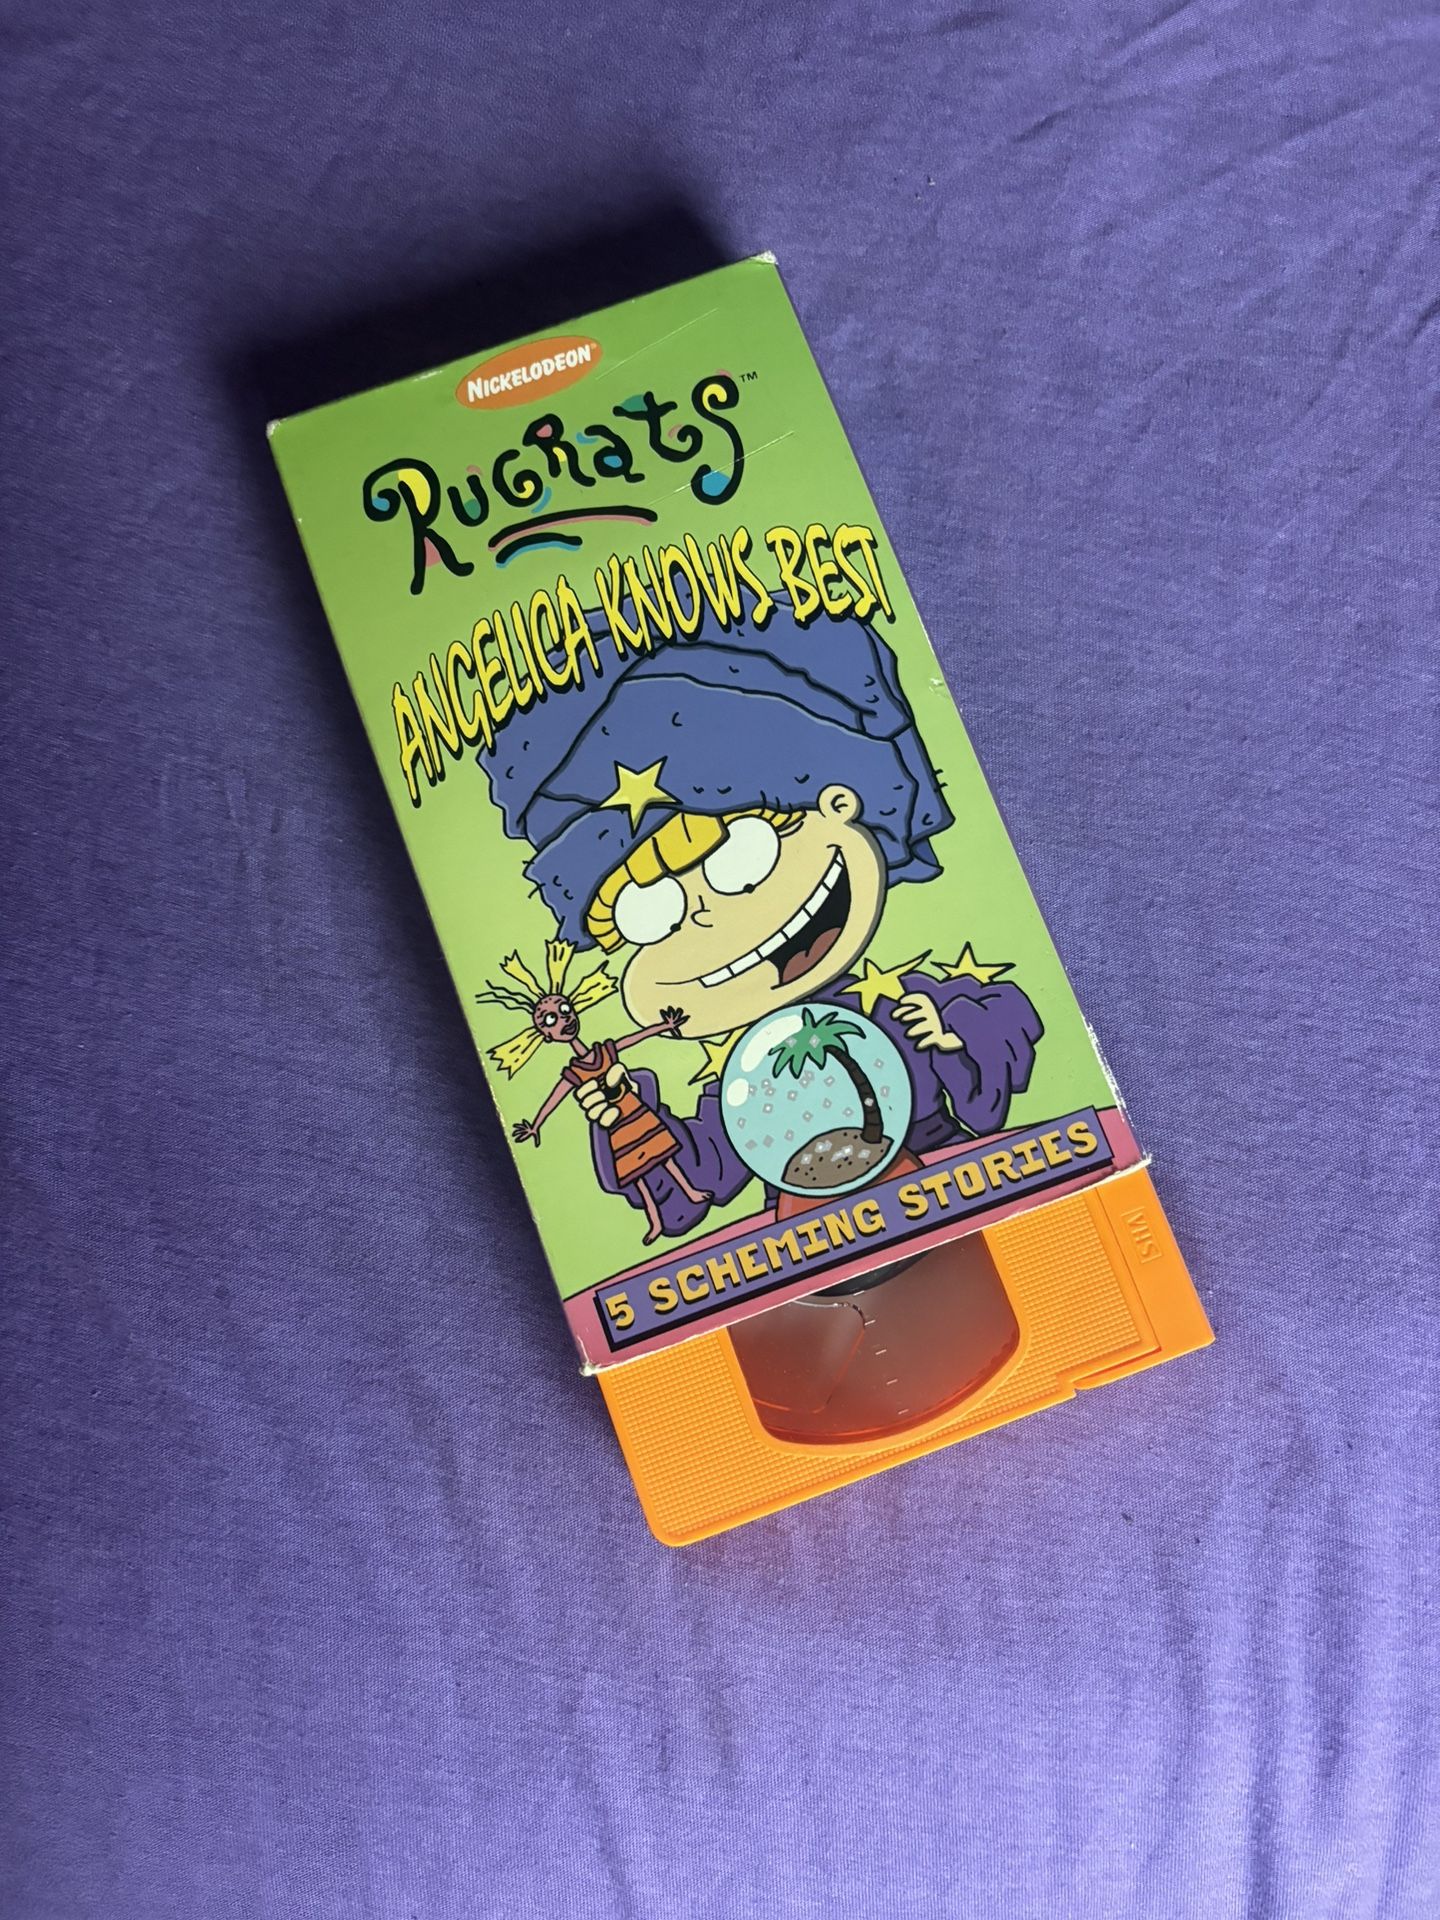 NICKELODEON®
RUGRATS™
ANGELICA KNOWS BEST
5 SCHEMING STORIES
VHS